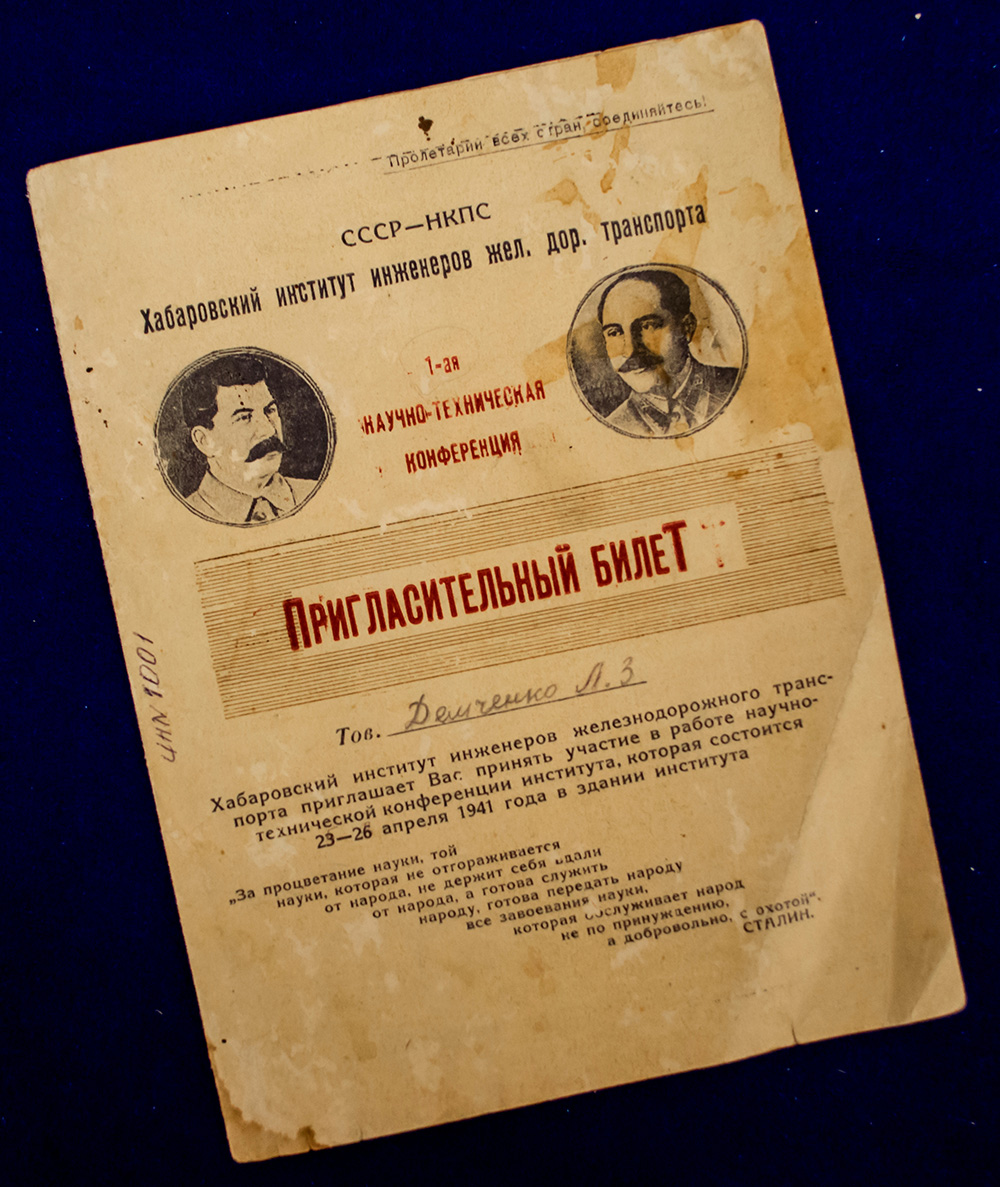 Пролетарии всех стран, соединяйтесь!
СССР—НКПС
Хабаровский институт инженеров жел. дор. транспорта
1-ая
НАУЧНО-ТЕХНИЧЕСКАЯ
КОНФЕРЕНЦИЯ
ПРИГЛАСИТЕЛЬНЫЙ БИЛЕТ
Тов. Демченко Л. З
Хабаровский институт инженеров железнодорожного транс-
порта приглашает Вас принять участие в работе научно-
технической конференции института, которая состоится
23—26 апреля 1941 года в здании института
„За процветание науки, той
науки, которая не отгораживается
от народа, не держит себя вдали
от народа, а готова служить
народу, готова передать народу
все завоевания науки,
которая обслуживает народ
не по принуждению,
а добровольно, с охотой".
СТАЛИН.
ЦНN 1001